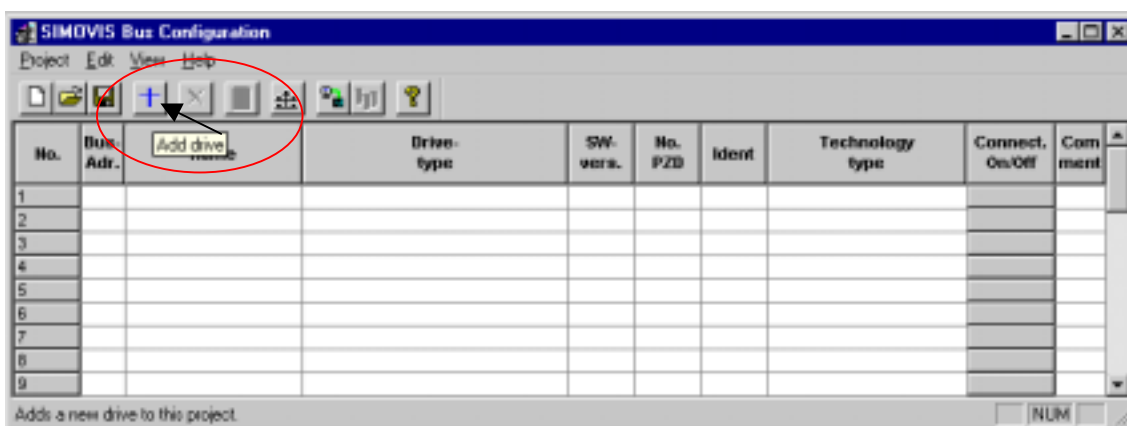 SIMOVIS Bus Configuration
Project Edit View Help
Add drive
No.
Bus-
Adr.
name
Drive-
type
SW-
vers.
No.
PZD
Ident
Technology
type
Connect.
On/Off
Com
ment
1
2
3
4
5
6
7
8
9
Adds a new drive to this project.
NUM